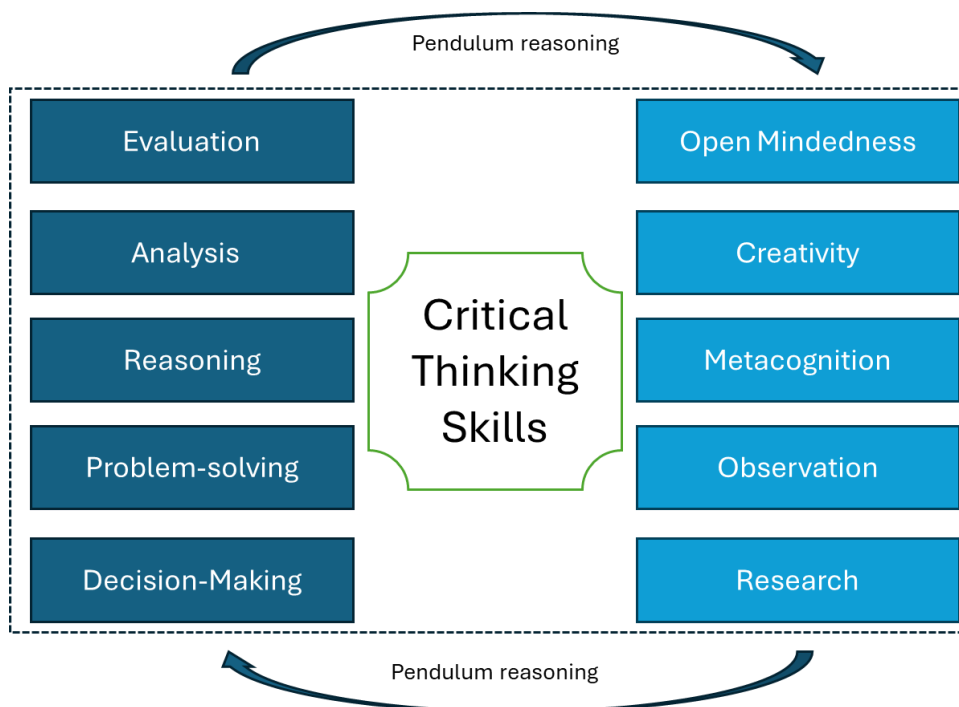 Pendulum reasoning
Evaluation
Open Mindedness
Analysis
Creativity
Critical
Thinking
Skills
Reasoning
Metacognition
Problem-solving
Observation
Decision-Making
Research
Pendulum reasoning